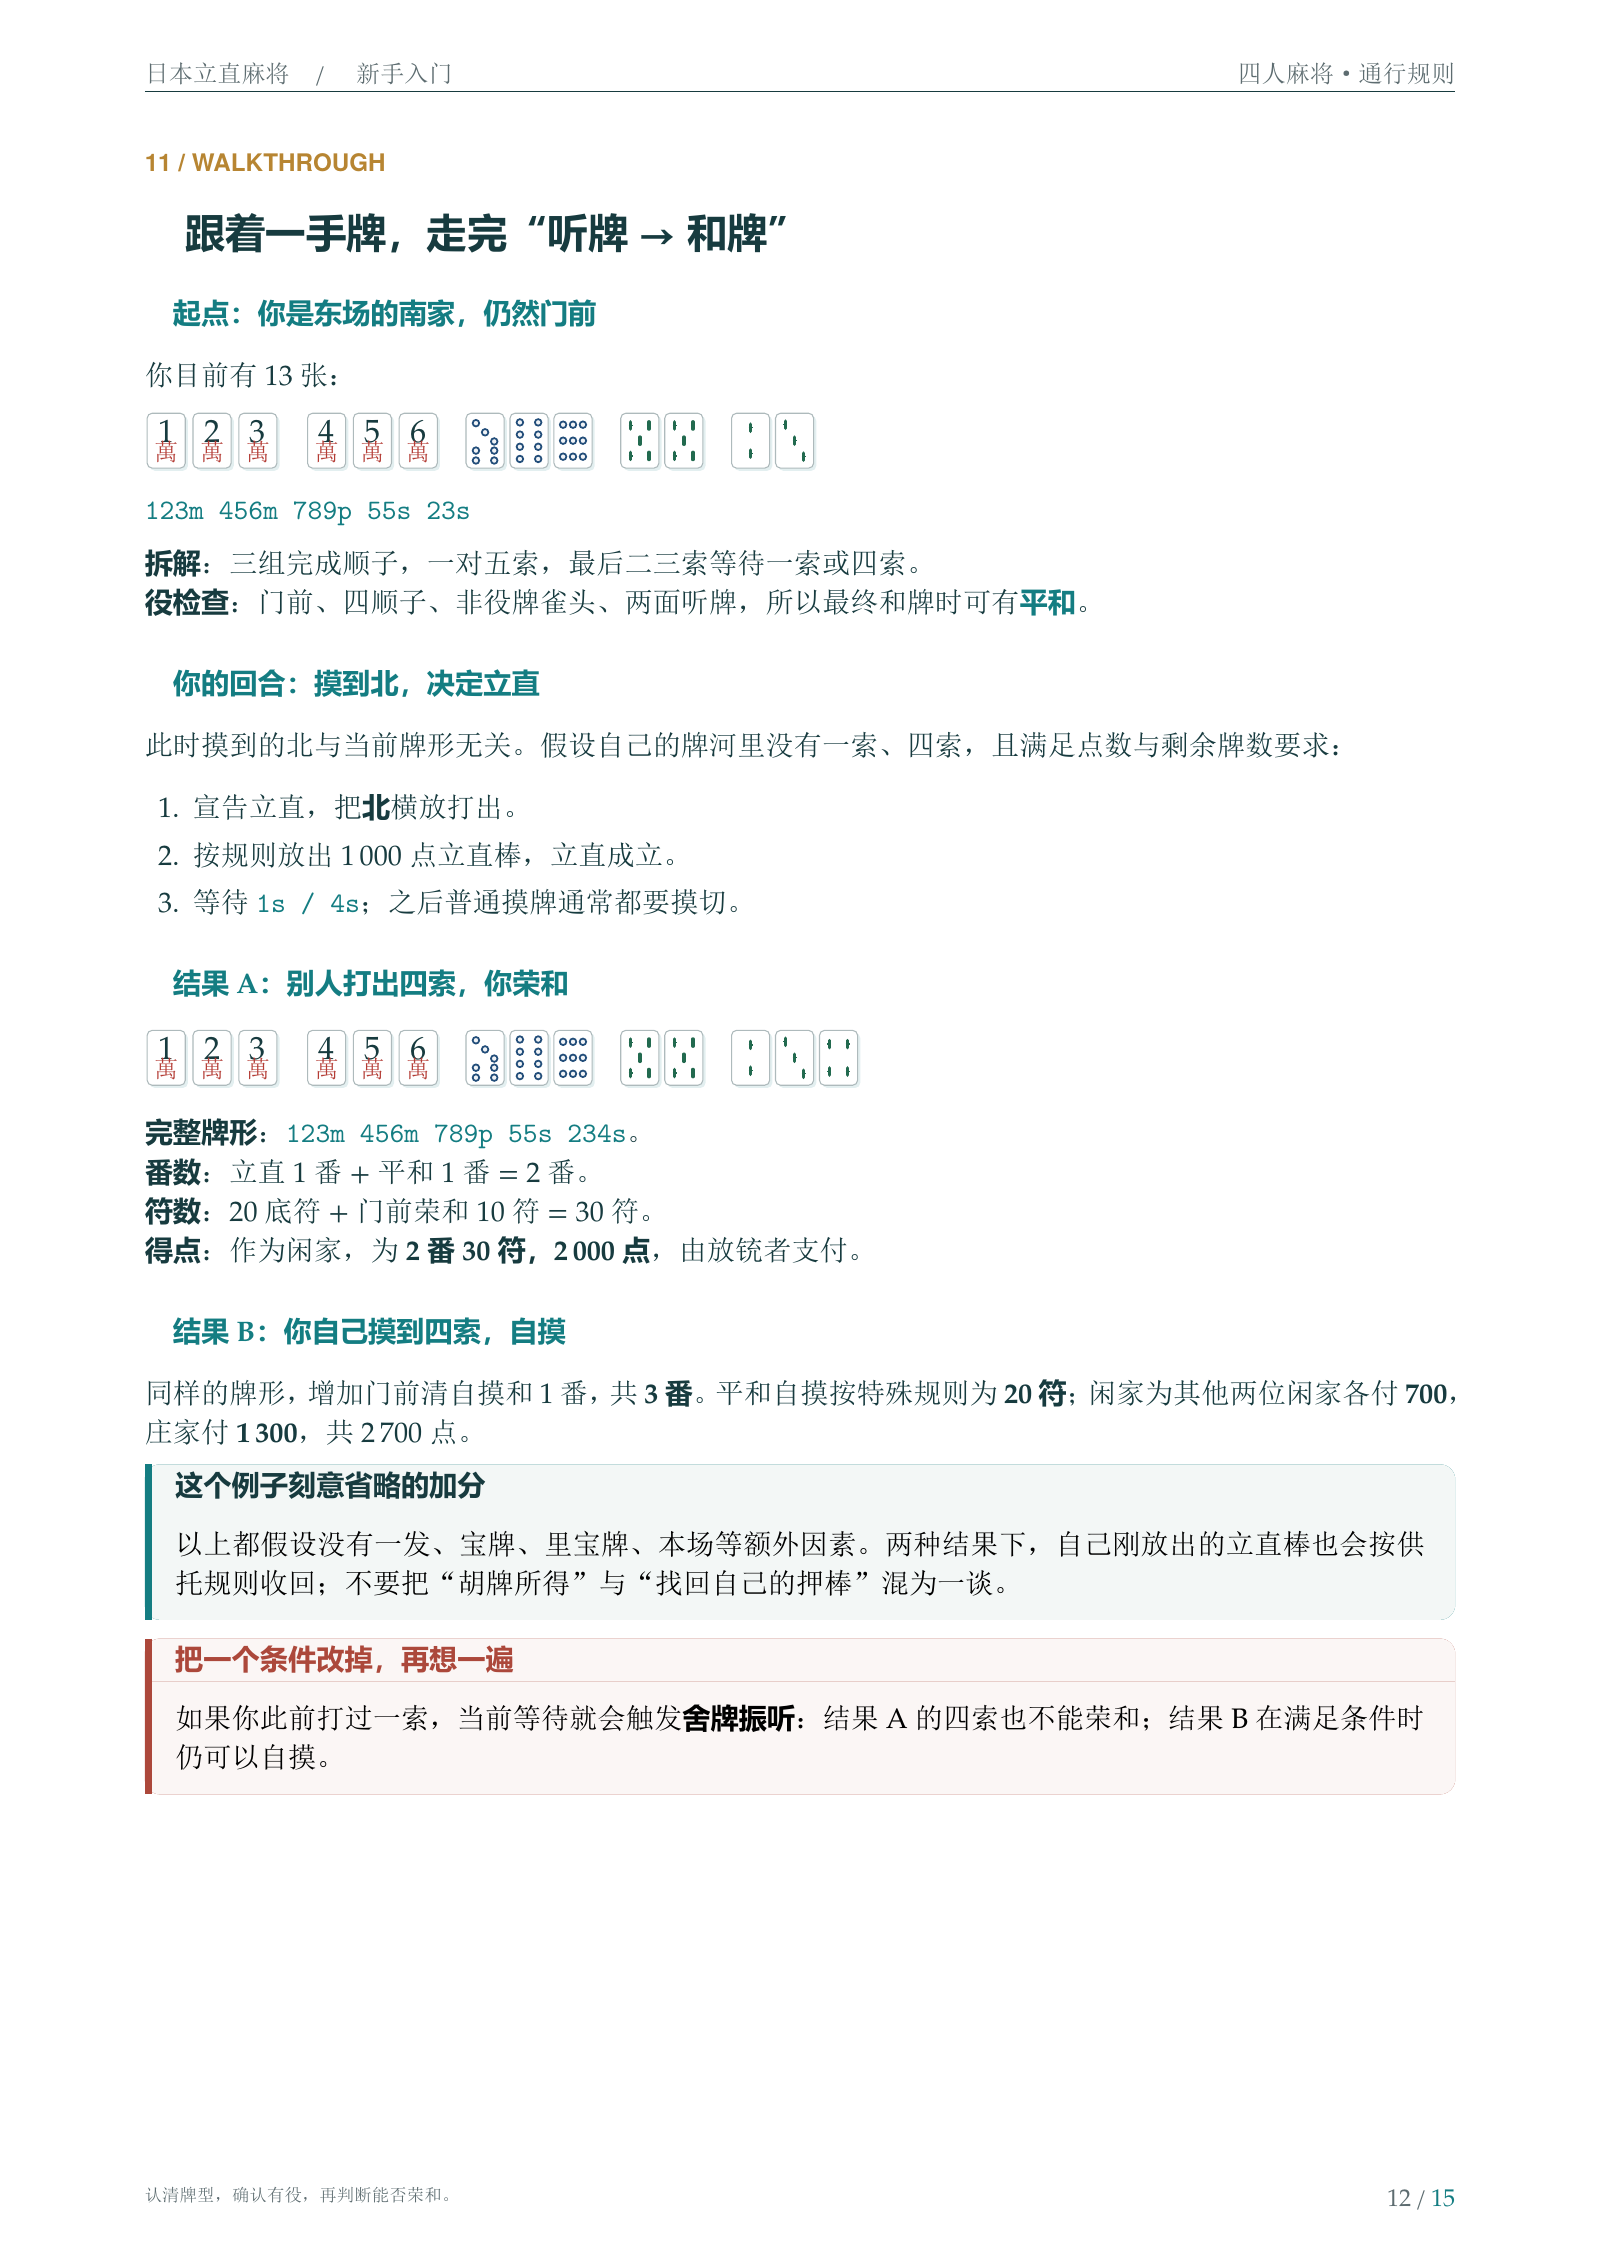 日本立直麻将 / 新手入门
四人麻将·通行规则
11 / WALKTHROUGH
跟着一手牌，走完“听牌 → 和牌”
起点：你是东场的南家，仍然门前
你目前有 13 张：
1萬 2萬 3萬 4萬 5萬 6萬
123m 456m 789p 55s 23s
拆解：三组完成顺子，一对五索，最后二三索等待一索或四索。
役检查：门前、四顺子、非役牌雀头、两面听牌，所以最终和牌时可有平和。
你的回合：摸到北，决定立直
此时摸到的北与当前牌形无关。假设自己的牌河里没有一索、四索，且满足点数与剩余牌数要求：
1. 宣告立直，把北横放打出。
2. 按规则放出 1 000 点立直棒，立直成立。
3. 等待 1s / 4s；之后普通摸牌通常都要摸切。
结果 A：别人打出四索，你荣和
1萬 2萬 3萬 4萬 5萬 6萬
完整牌形：123m 456m 789p 55s 234s。
番数：立直 1 番 + 平和 1 番 = 2 番。
符数：20 底符 + 门前荣和 10 符 = 30 符。
得点：作为闲家，为 2 番 30 符，2 000 点，由放铳者支付。
结果 B：你自己摸到四索，自摸
同样的牌形，增加门前清自摸和 1 番，共 3 番。平和自摸按特殊规则为 20 符；闲家为其他两位闲家各付 700，
庄家付 1 300，共 2 700 点。
这个例子刻意省略的加分
以上都假设没有一发、宝牌、里宝牌、本场等额外因素。两种结果下，自己刚放出的立直棒也会按供
托规则收回；不要把“胡牌所得”与“找回自己的押棒”混为一谈。
把一个条件改掉，再想一遍
如果你此前打过一索，当前等待就会触发舍牌振听：结果 A 的四索也不能荣和；结果 B 在满足条件时
仍可以自摸。
认清牌型，确认有役，再判断能否荣和。
12 / 15